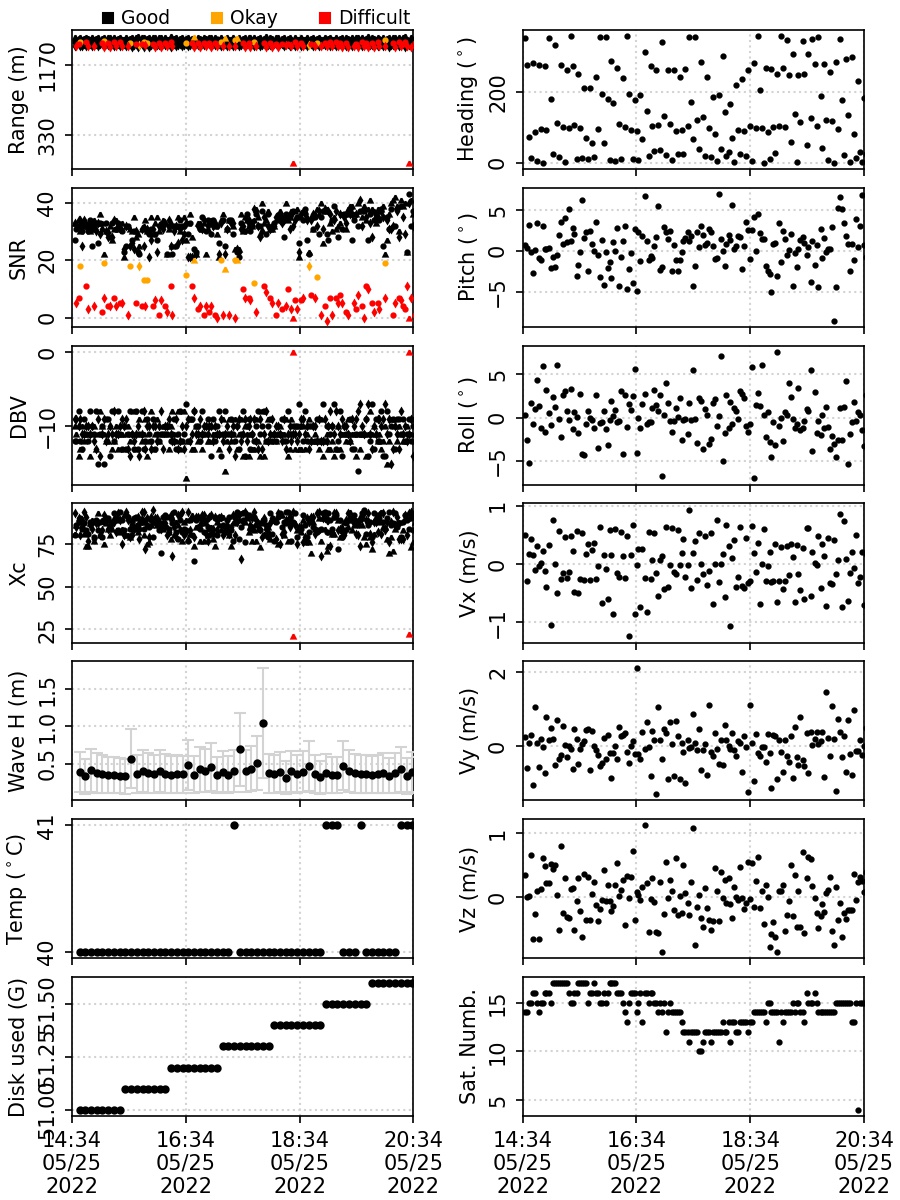 Good Okay Difficult
Range (m)
1170
330
Heading (°)
200
0
SNR
40
20
0
Pitch (°)
5
0
−5
DBV
0
−10
Roll (°)
5
0
−5
Xc
75
50
25
Vx (m/s)
1
0
−1
Wave H (m)
1.5
1.0
0.5
Vy (m/s)
2
0
Temp (°C)
41
40
Vz (m/s)
1
0
Disk used (G)
51.50
51.25
51.00
Sat. Numb.
15
10
5
14:34 16:34 18:34 20:34
05/25 05/25 05/25 05/25
2022 2022 2022 2022
14:34 16:34 18:34 20:34
05/25 05/25 05/25 05/25
2022 2022 2022 2022